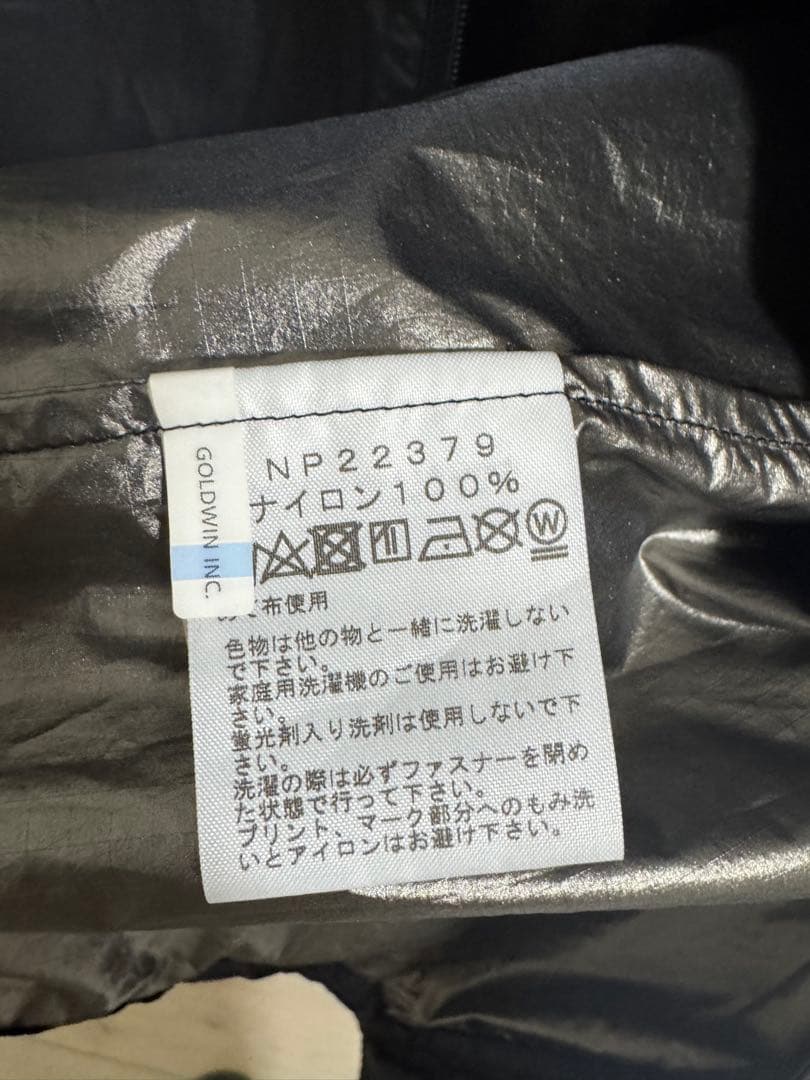 GOLDWIN INC.
NP22379
ナイロン100%
W
布使用
色物は他の物と一緒に洗濯しない
で下さい。
家庭用洗濯機のご使用はお避け下
さい。
蛍光剤入り洗剤は使用しないで下
さい。
洗濯の際は必ずファスナーを閉め
た状態で行って下さい。
プリント、マーク部分へのもみ洗
いとアイロンはお避け下さい。